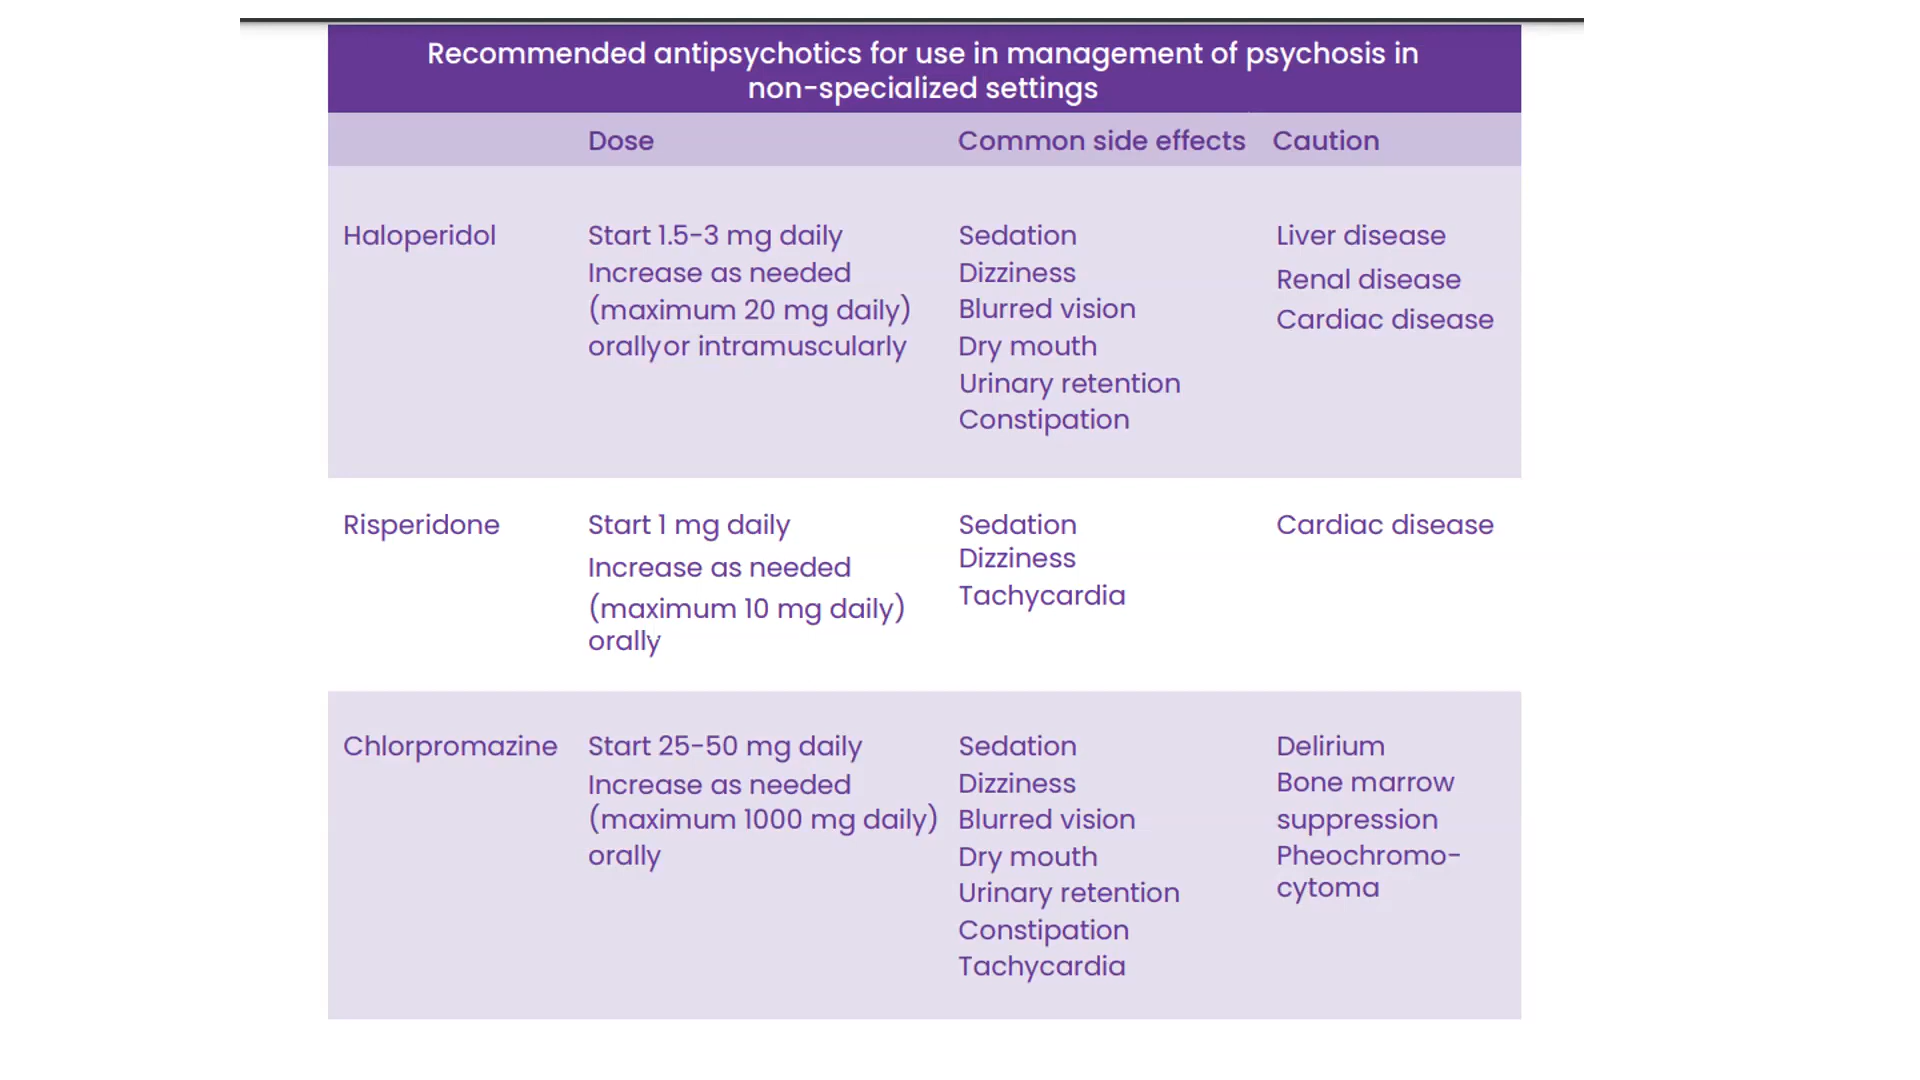 Recommended antipsychotics for use in management of psychosis in
non-specialized settings
Dose Common side effects Caution
Haloperidol
Start 1.5-3 mg daily
Increase as needed
(maximum 20 mg daily)
orally or intramuscularly
Sedation
Dizziness
Blurred vision
Dry mouth
Urinary retention
Constipation
Liver disease
Renal disease
Cardiac disease
Risperidone
Start 1 mg daily
Increase as needed
(maximum 10 mg daily)
orally
Sedation
Dizziness
Tachycardia
Cardiac disease
Chlorpromazine
Start 25-50 mg daily
Increase as needed
(maximum 1000 mg daily)
orally
Sedation
Dizziness
Blurred vision
Dry mouth
Urinary retention
Constipation
Tachycardia
Delirium
Bone marrow
suppression
Pheochromo-
cytoma